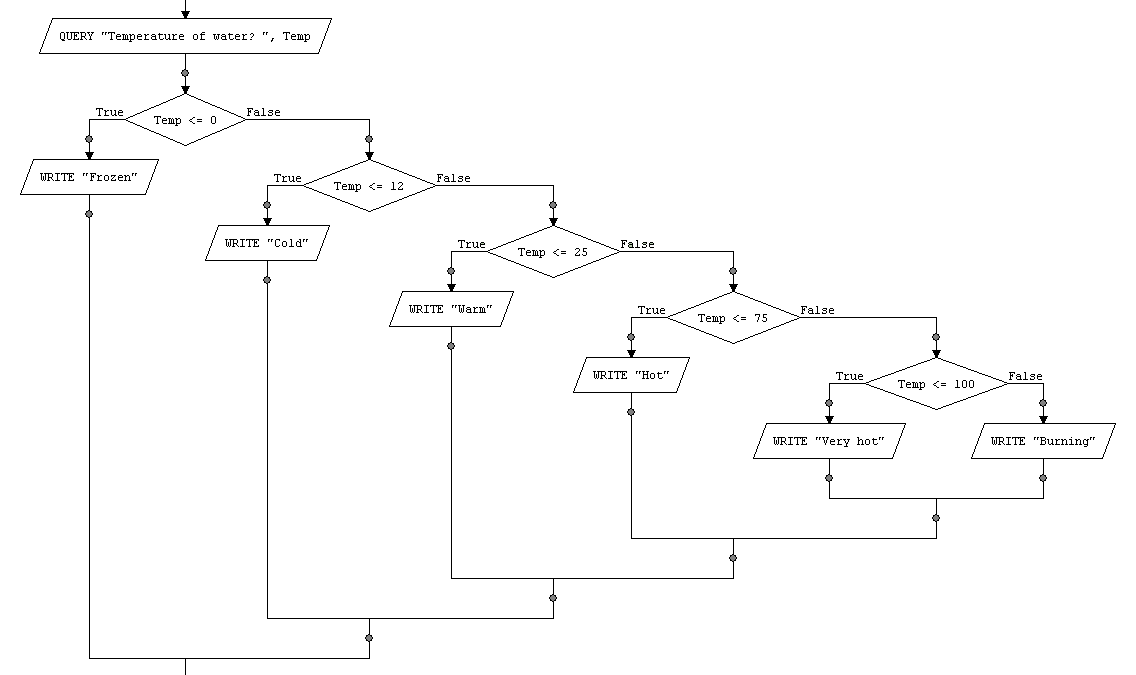 QUERY "Temperature of water? ", Temp
True
False
Temp <= 0
WRITE "Frozen"
True
False
Temp <= 12
WRITE "Cold"
True
False
Temp <= 25
WRITE "Warm"
True
False
Temp <= 75
WRITE "Hot"
True
False
Temp <= 100
WRITE "Very hot"
WRITE "Burning"